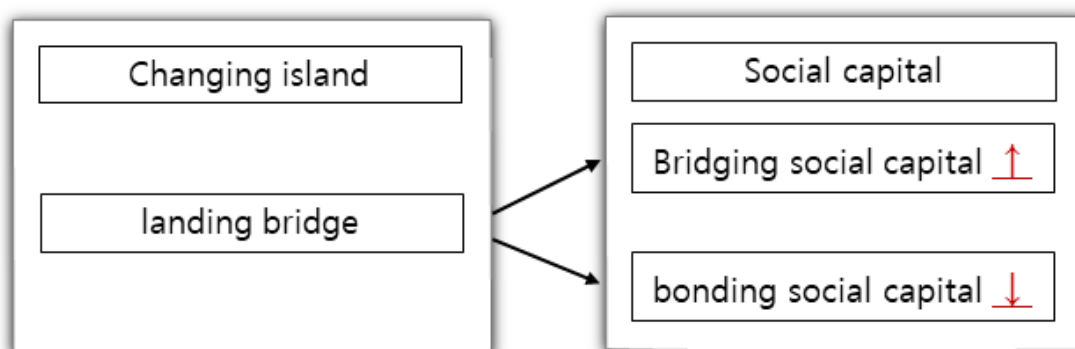 Changing island
landing bridge
Social capital
Bridging social capital ↑
bonding social capital ↓